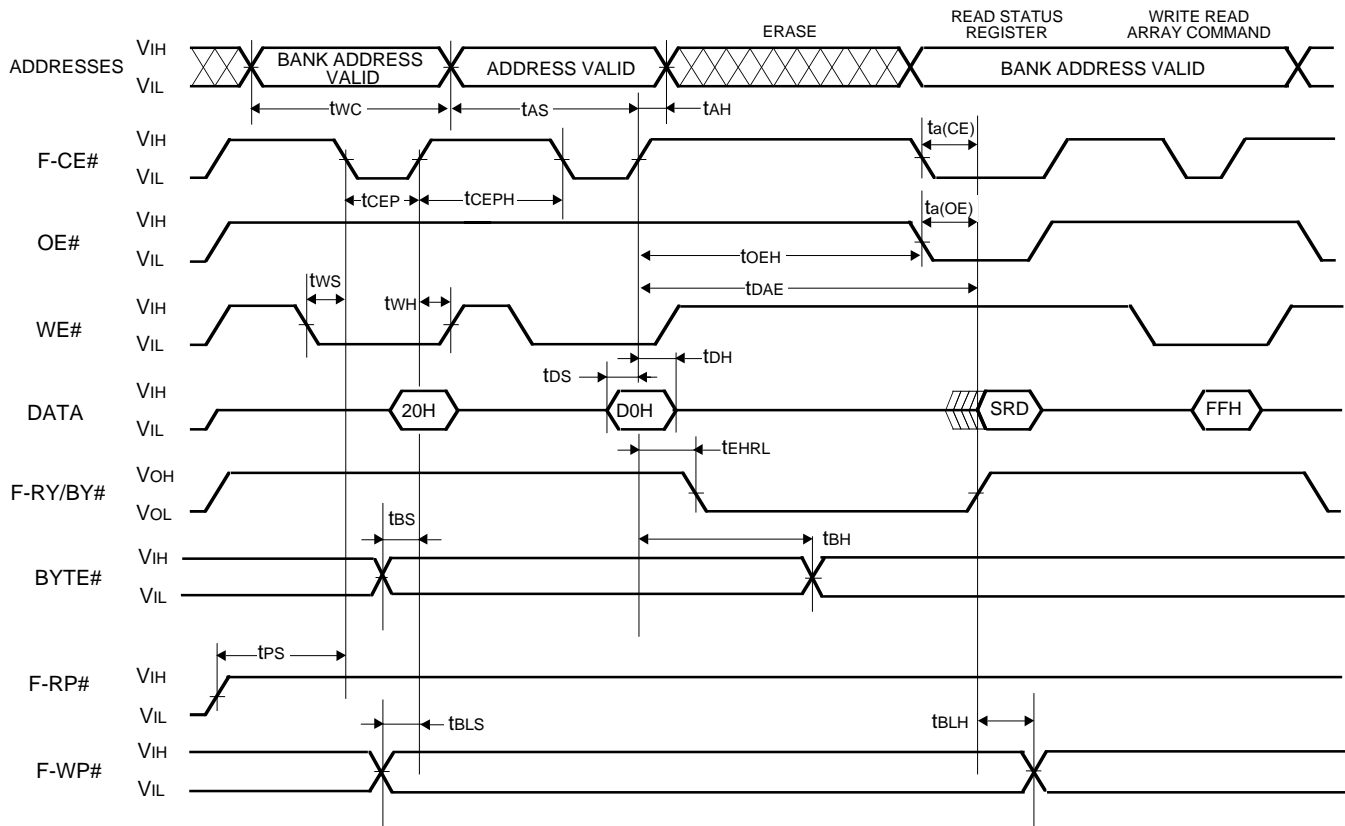 READ STATUS
REGISTER
WRITE READ
ARRAY COMMAND
ERASE
ADDRESSES
VIH
VIL
BANK ADDRESS
VALID
ADDRESS VALID
BANK ADDRESS VALID
tWC
tAS
tAH
F-CE#
VIH
VIL
ta(CE)
tCEP
tCEPH
OE#
VIH
VIL
ta(OE)
tOEH
tDAE
WE#
VIH
VIL
tWS
tWH
tDH
tDS
DATA
VIH
VIL
20H
D0H
SRD
FFH
tEHRL
F-RY/BY#
VOH
VOL
tBS
tBH
BYTE#
VIH
VIL
tPS
F-RP#
VIH
VIL
tBLS
tBLH
F-WP#
VIH
VIL